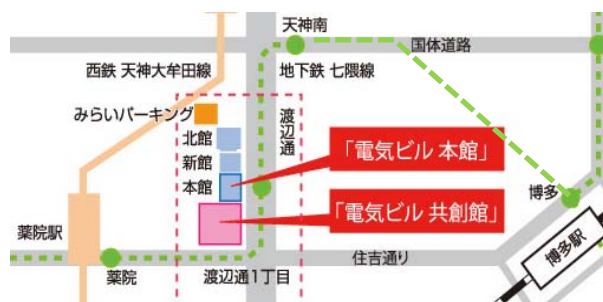 天神南
国体道路
西鉄 天神大牟田線
地下鉄 七隈線
みらいパーキング
渡辺通
北館
新館
本館
「電気ビル 本館」
「電気ビル 共創館」
博多
博多駅
薬院駅
薬院
渡辺通1丁目
住吉通り